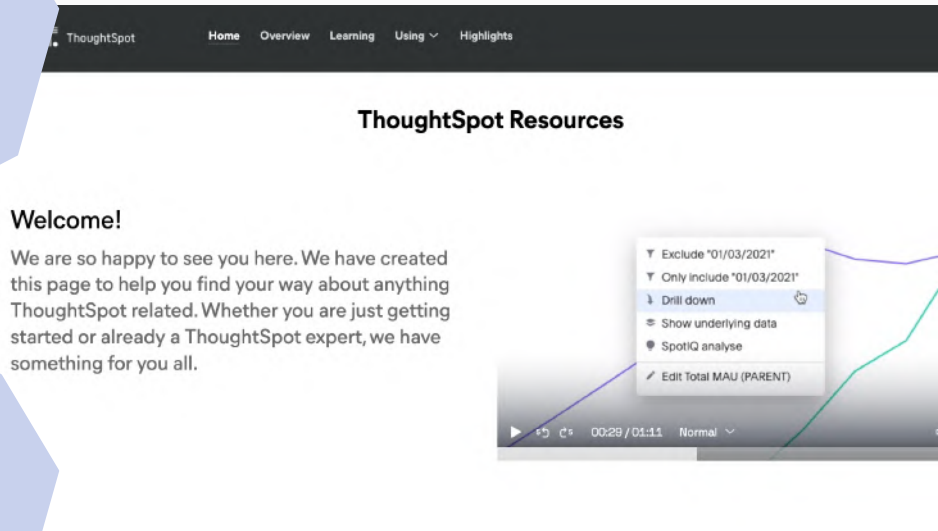 ThoughtSpot Home Overview Learning Using Highlights
ThoughtSpot Resources
Welcome!
We are so happy to see you here. We have created
this page to help you find your way about anything
ThoughtSpot related. Whether you are just getting
started or already a ThoughtSpot expert, we have
something for you all.
Exclude "01/03/2021"
Only include "01/03/2021"
Drill down
Show underlying data
SpotIQ analyse
Edit Total MAU (PARENT)
5 5 00:29 / 01:11 Normal